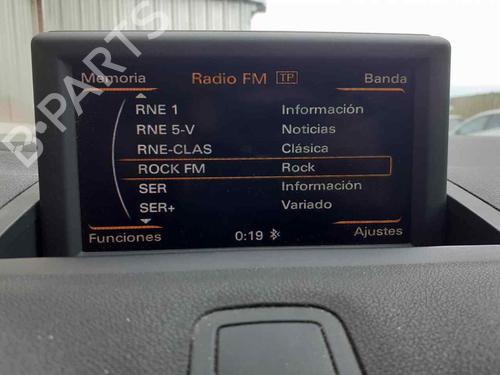 B-PARTS
Memoria Radio FM TP Banda
RNE 1 Información
RNE 5-V Noticias
RNE-CLAS Clásica
ROCK FM Rock
SER Información
SER+ Variado
Funciones 0:19 Ajustes